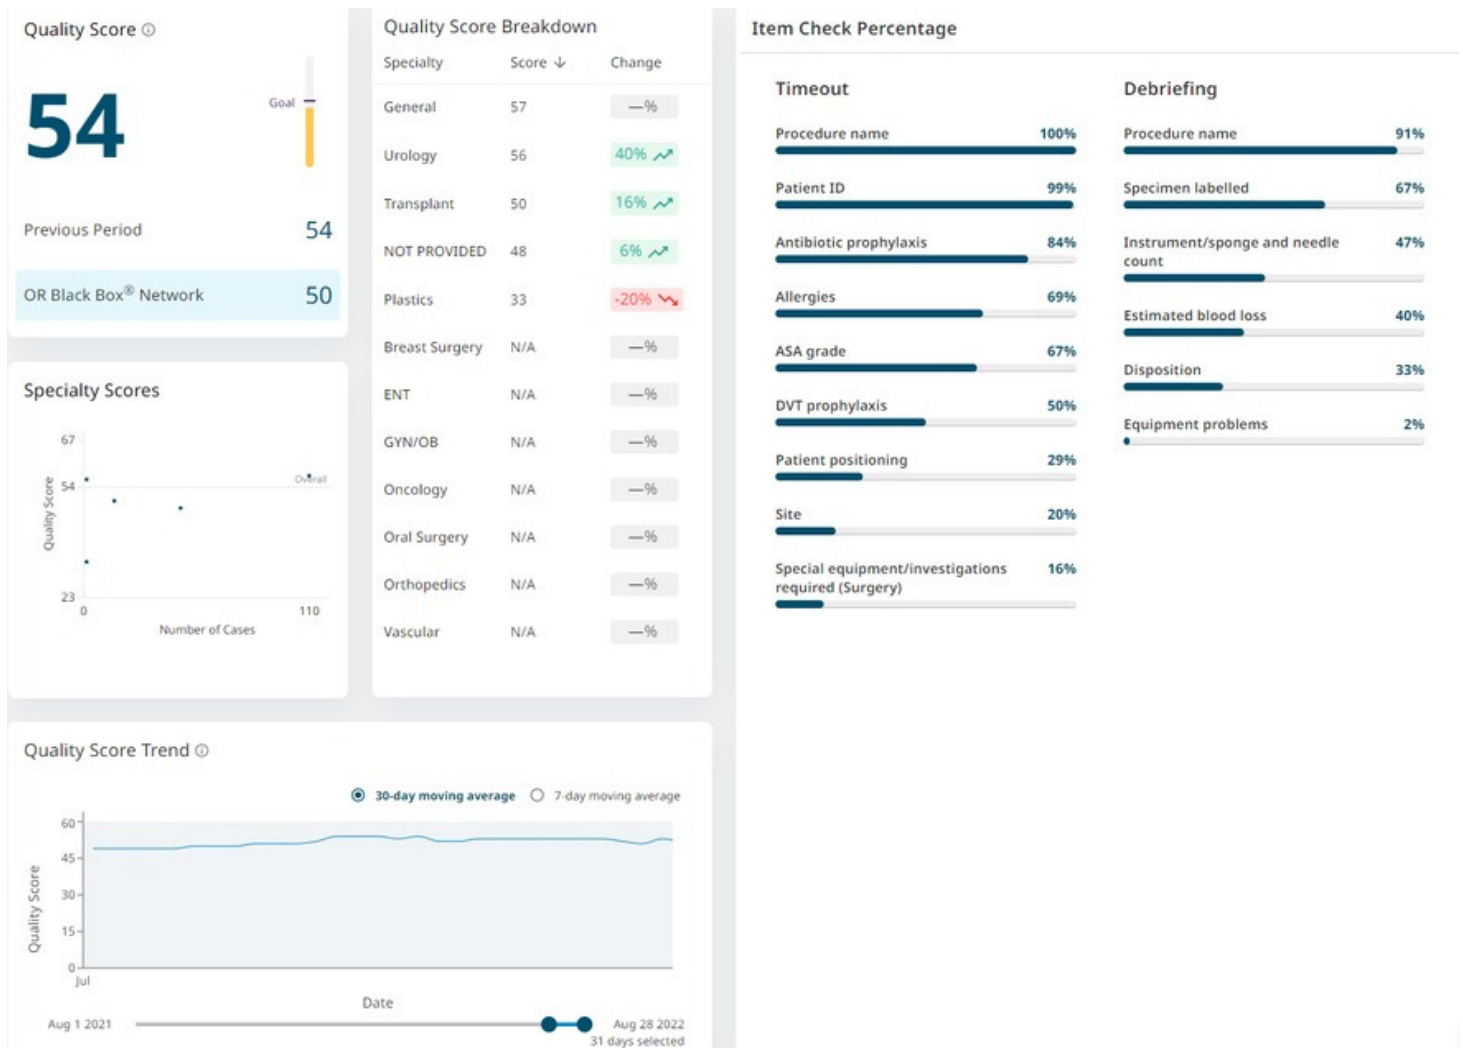 Quality Score ⓘ
54
Goal
Previous Period 54
OR Black Box® Network 50
Specialty Scores
67
54
23
Overall
0 110
Quality Score
Number of Cases
Quality Score Breakdown
Specialty Score ↓ Change
General 57 —%
Urology 56 40%
Transplant 50 16%
NOT PROVIDED 48 6%
Plastics 33 -20%
Breast Surgery N/A —%
ENT N/A —%
GYN/OB N/A —%
Oncology N/A —%
Oral Surgery N/A —%
Orthopedics N/A —%
Vascular N/A —%
Quality Score Trend ⓘ
30-day moving average 7-day moving average
60
45
30
15
0
Quality Score
Jul
Date
Aug 1 2021 Aug 28 2022
31 days selected
Item Check Percentage
Timeout
Procedure name 100%
Patient ID 99%
Antibiotic prophylaxis 84%
Allergies 69%
ASA grade 67%
DVT prophylaxis 50%
Patient positioning 29%
Site 20%
Special equipment/investigations 16%
required (Surgery)
Debriefing
Procedure name 91%
Specimen labelled 67%
Instrument/sponge and needle 47%
count
Estimated blood loss 40%
Disposition 33%
Equipment problems 2%